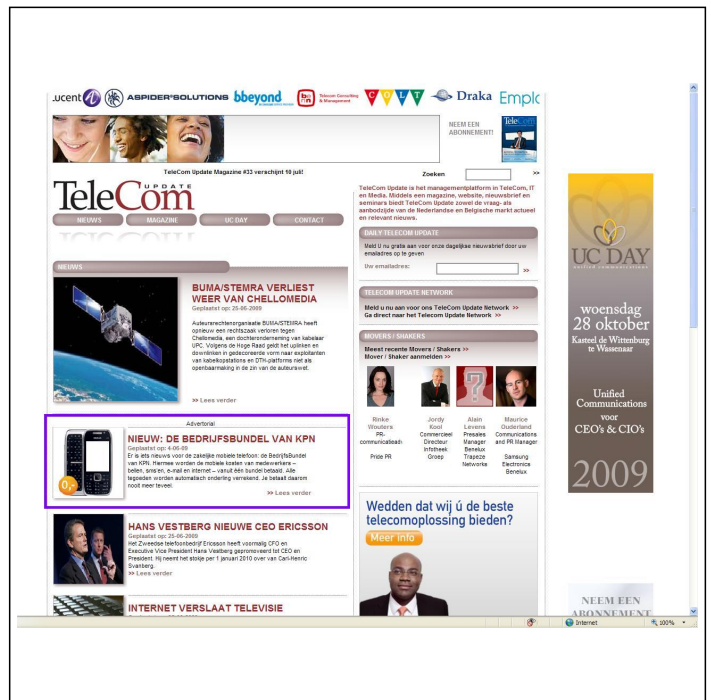 .ucent ASPIDER°SOLUTIONS bbeyond Telecom Consulting & Management COLT Draka Emplo
NEEM EEN
ABONNEMENT!
TeleCom
TeleCom Update Magazine #33 verschijnt 10 juli!
Zoeken >>
TeleCom UPDATE
NIEUWS MAGAZINE UC DAY CONTACT
TeleCom Update is het managementplatform in TeleCom, IT
en Media. Middels een magazine, website, nieuwsbrief en
seminars biedt TeleCom Update zowel de vraag- als
aanbodzijde van de Nederlandse en Belgische markt actueel
en relevant nieuws.
DAILY TELECOM UPDATE
Meld U nu gratis aan voor onze dagelijkse nieuwsbrief door uw
emailadres op te geven
Uw emailadres: >>
TELECOM UPDATE NETWORK
Meld u nu aan voor ons TeleCom Update Network >>
Ga direct naar het Telecom Update Network >>
MOVERS / SHAKERS
Meest recente Movers / Shakers >>
Mover / Shaker aanmelden >>
Rinke
Wouters
PR-
communicatieadv
Pride PR
Jordy
Kool
Commercieel
Directeur
Infotheek
Groep
Alain
Levens
Presales
Manager
Benelux
Trapeze
Networks
Maurice
Ouderland
Communications
and PR Manager
Samsung
Electronics
Benelux
NIEUWS
BUMA/STEMRA VERLIEST
WEER VAN CHELLOMEDIA
Geplaatst op: 25-06-2009
Auteursrechtenorganisatie BUMA/STEMRA heeft
opnieuw een rechtszaak verloren tegen
Chellomedia, een dochteronderneming van kabelaar
UPC. Volgens de Hoge Raad geldt het uplinken en
downlinken in gedecodeerde vorm naar exploitanten
van kabelkopstations en DTH-platforms niet als
openbaarmaking in de zin van de auteurswet.
>> Lees verder
Advertorial
NIEUW: DE BEDRIJFSBUNDEL VAN KPN
Geplaatst op: 4-06-09
Er is iets nieuws voor de zakelijke mobiele telefoon: de BedrijfsBundel
van KPN. Hiermee worden de mobiele kosten van medewerkers –
bellen, sms'en, e-mail en internet – vanuit één bundel betaald. Alle
tegoeden worden automatisch onderling verrekend. Je betaalt daarom
nooit meer teveel.
>> Lees verder
0,-
HANS VESTBERG NIEUWE CEO ERICSSON
Geplaatst op: 25-06-2009
Het Zweedse telefoonbedrijf Ericsson heeft voormalig CFO en
Executive Vice President Hans Vestberg gepromoveerd tot CEO en
President. Hij neemt het stokje per 1 januari 2010 over van Carl-Henric
Svanberg.
>> Lees verder
INTERNET VERSLAAT TELEVISIE
Wedden dat wij ú de beste
telecomoplossing bieden?
Meer info
UC DAY
unified communications
woensdag
28 oktober
Kasteel de Wittenburg
te Wassenaar
Unified
Communications
voor
CEO's & CIO's
2009
NEEM EEN
ABONNEMENT
Internet 100%